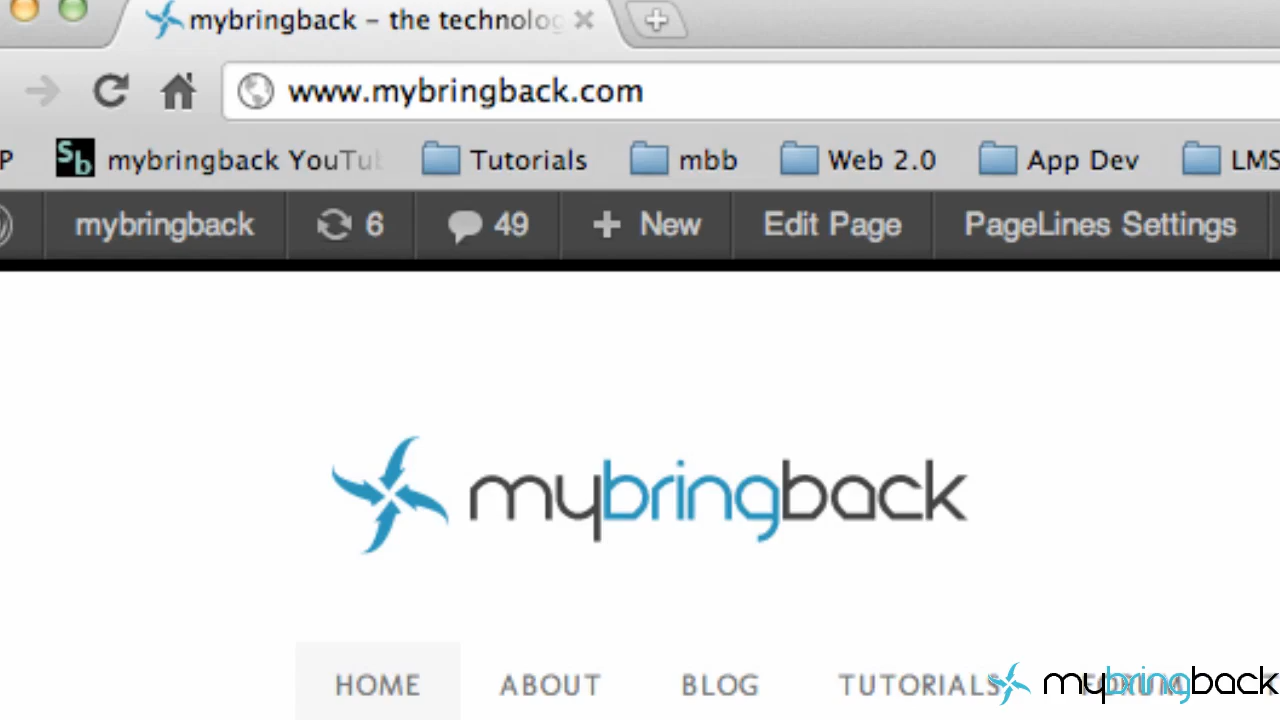 mybringback - the technolog
www.mybringback.com
P mybringback YouTub Tutorials mbb Web 2.0 App Dev LMS
mybringback 6 49 New Edit Page PageLines Settings
mybringback
HOME ABOUT BLOG TUTORIALS FORUM
mybringback